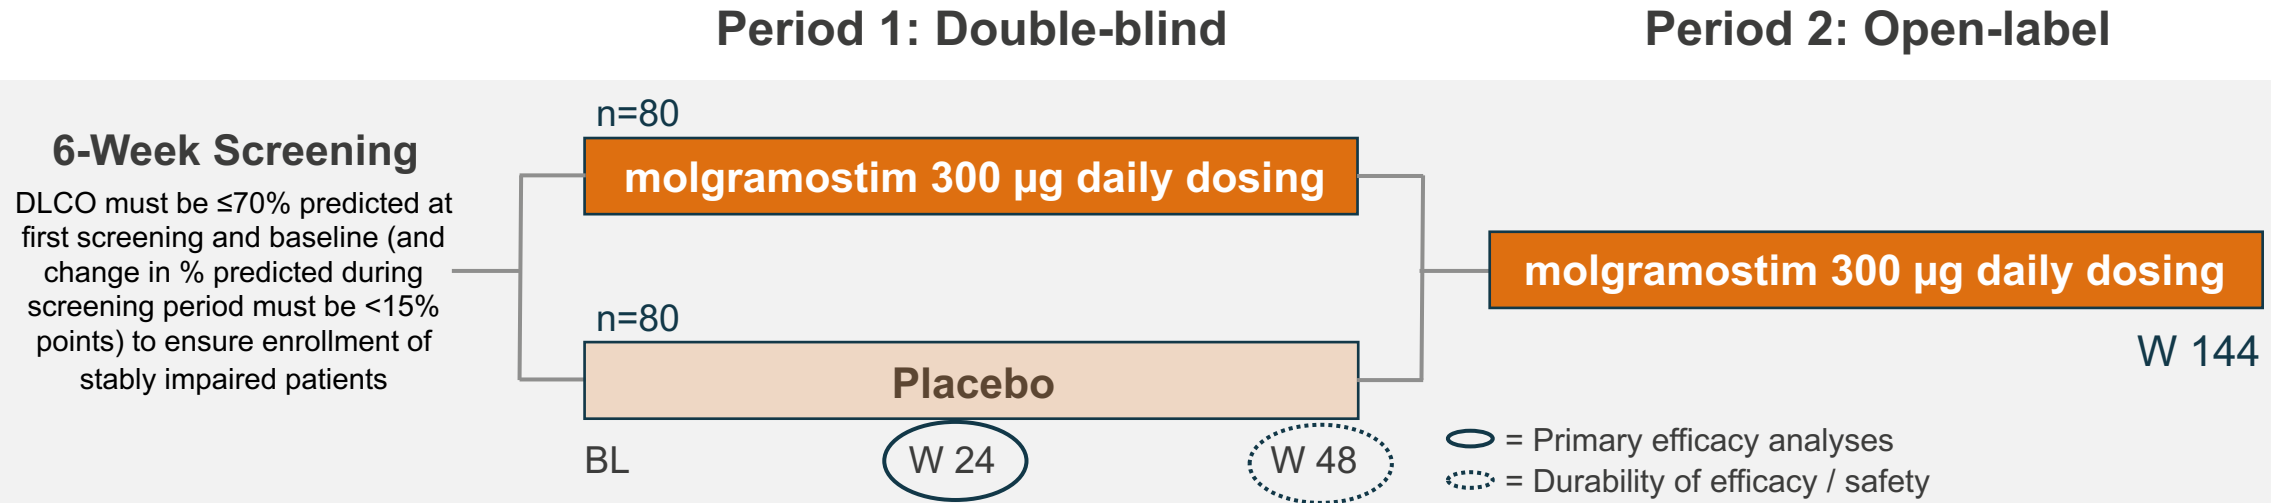 Period 1: Double-blind
Period 2: Open-label
6-Week Screening
DLCO must be ≤70% predicted at
first screening and baseline (and
change in % predicted during
screening period must be <15%
points) to ensure enrollment of
stably impaired patients
n=80
molgramostim 300 µg daily dosing
n=80
Placebo
BL
W 24
W 48
molgramostim 300 µg daily dosing
W 144
= Primary efficacy analyses
= Durability of efficacy / safety